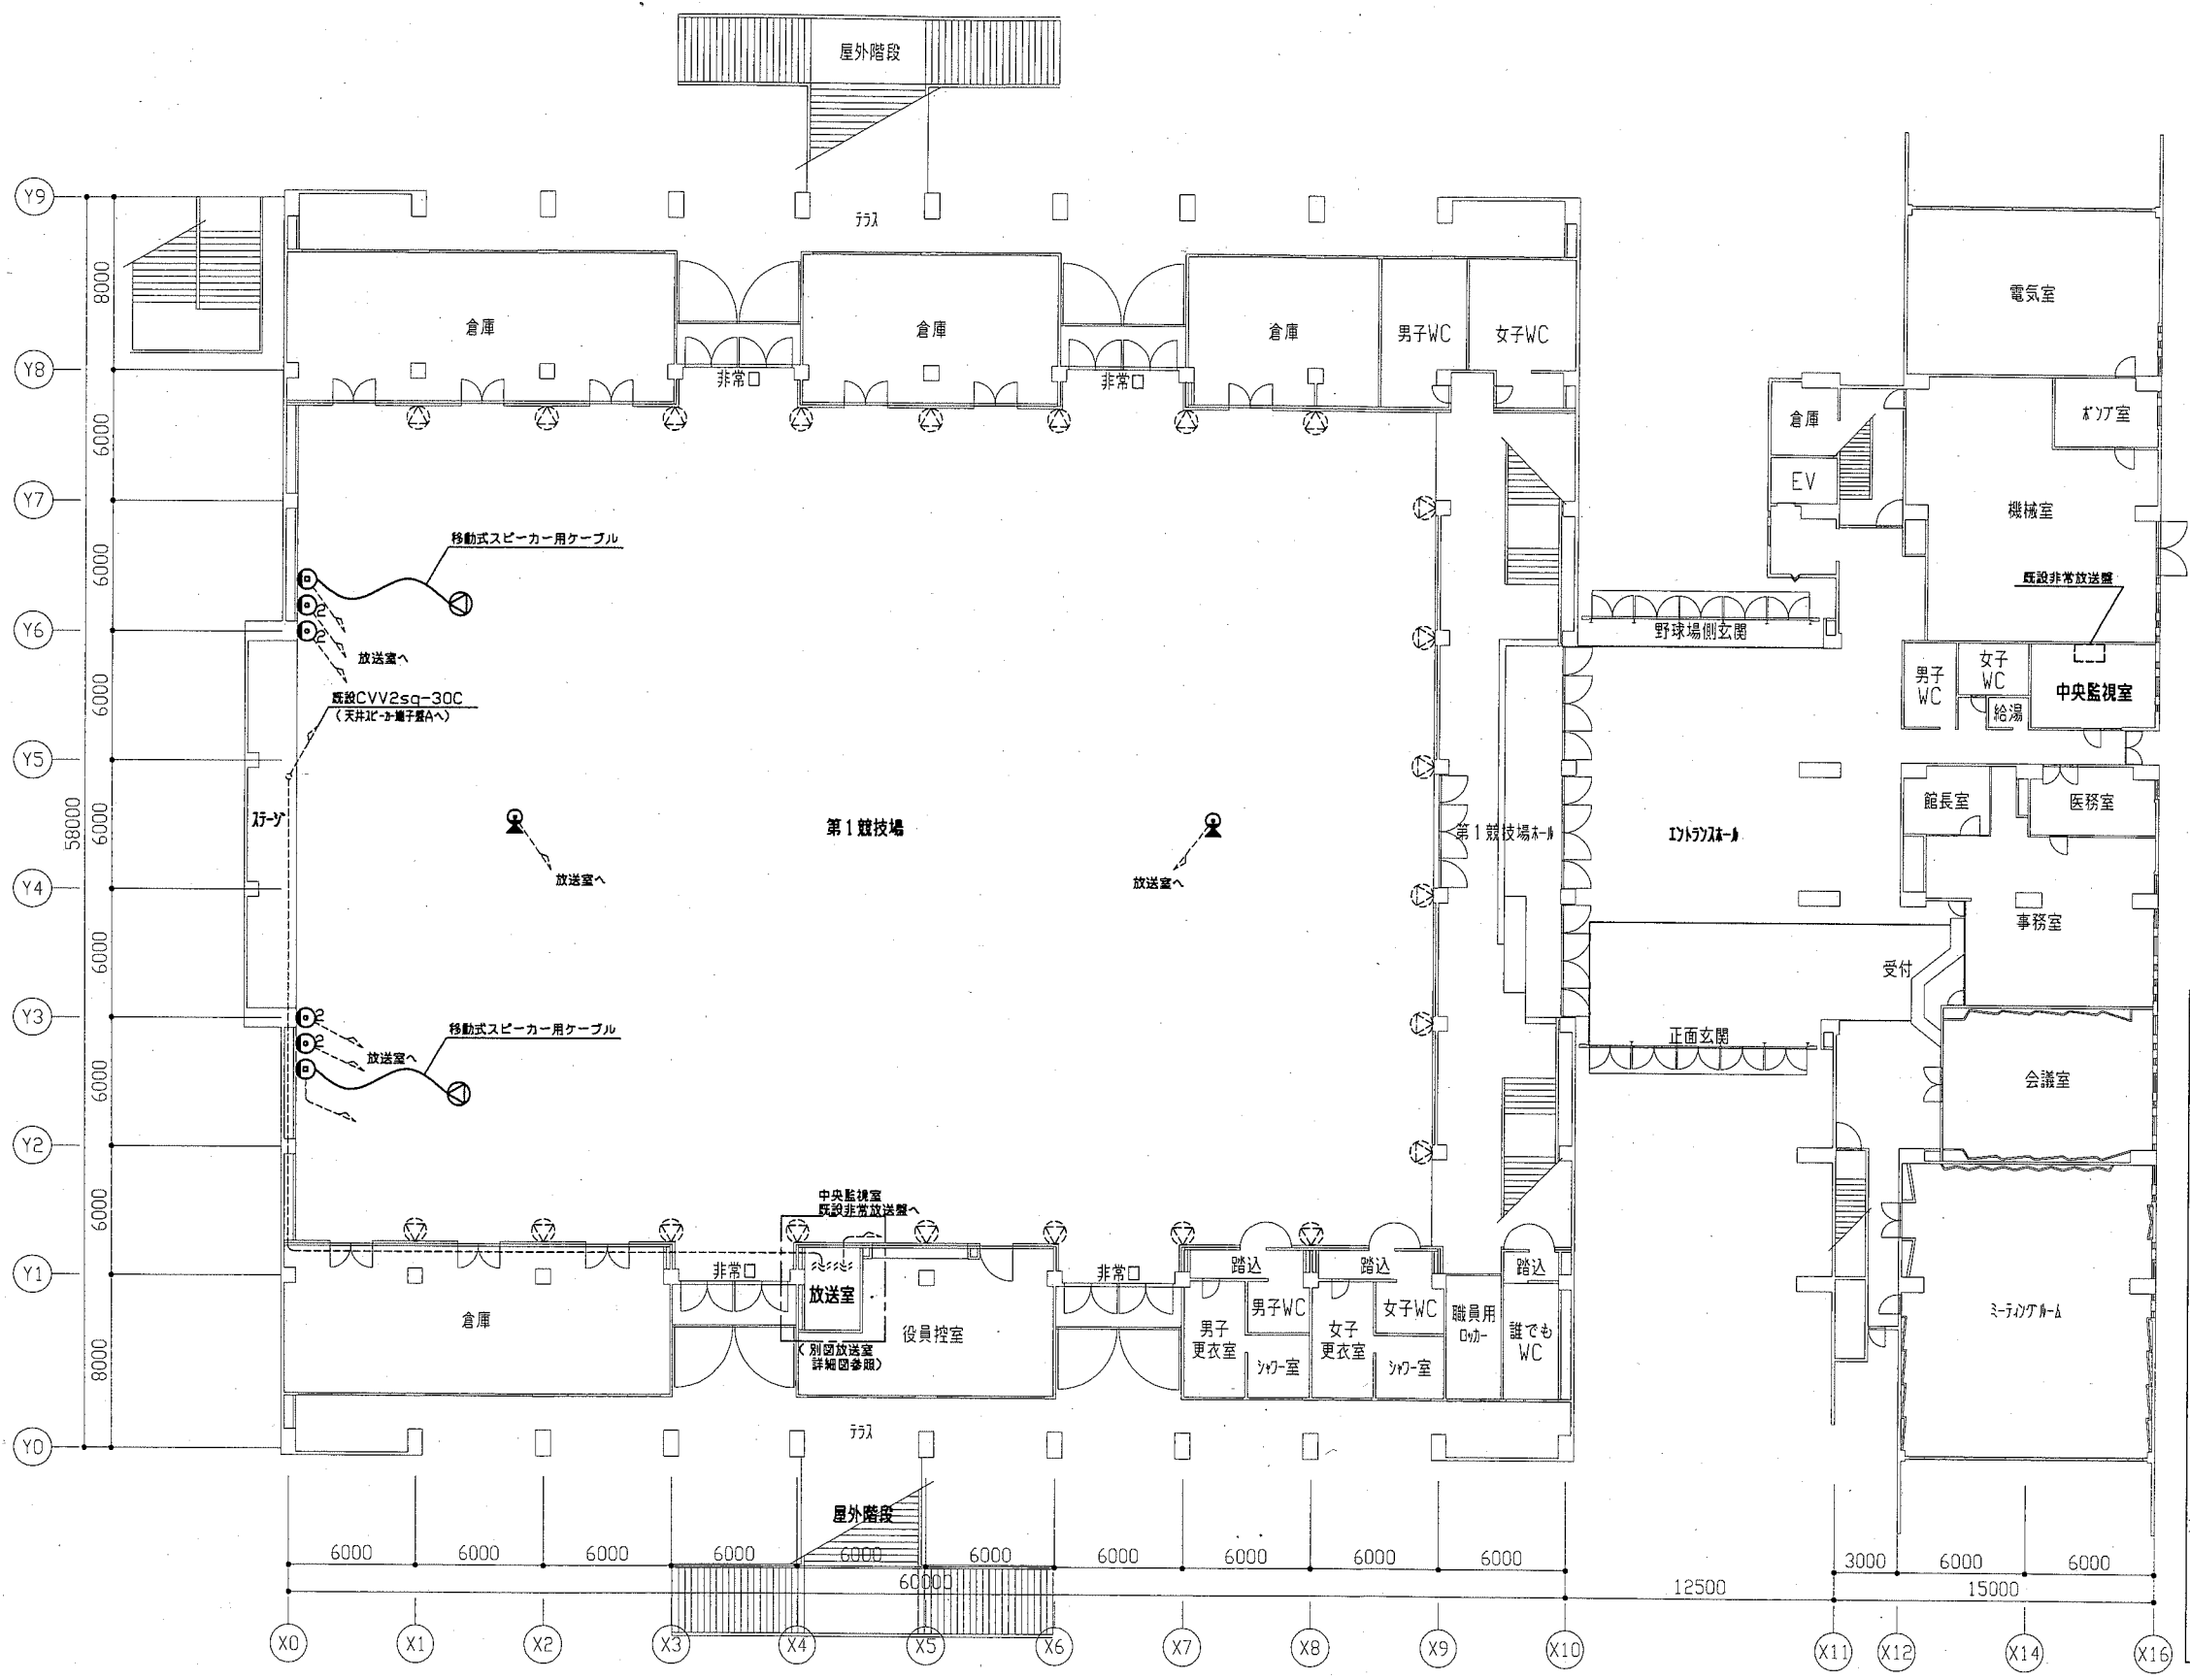 屋外階段
Y9
テラス
8000
電気室
倉庫
倉庫
倉庫
男子WC
女子WC
Y8
非常口
非常口
倉庫
ポンプ室
6000
EV
Y7
機械室
移動式スピーカー用ケーブル
6000
既設非常放送盤
2
Y6
2
野球場側玄関
放送室へ
女子
WC
男子
WC
中央監視室
6000
既設CVV2sq-30C
(天井スピーカー端子盤Aへ)
給湯
Y5
館長室
医務室
58000
6000
ステージ
第1競技場
第1競技場ホール
エントランスホール
放送室へ
放送室へ
Y4
事務室
6000
受付
Y3
2
移動式スピーカー用ケーブル
正面玄関
2
放送室へ
6000
会議室
Y2
6000
中央監視室
既設非常放送盤へ
Y1
非常口
非常口
踏込
踏込
踏込
放送室
倉庫
役員控室
男子WC
女子WC
職員用
ロッカー
男子
更衣室
女子
更衣室
誰でも
WC
ミーティングルーム
8000
(別図放送室
詳細図参照)
シャワー室
シャワー室
テラス
Y0
屋外階段
6000
6000
6000
6000
6000
6000
6000
6000
6000
6000
3000
6000
6000
60000
12500
15000
X0
X1
X2
X3
X4
X5
X6
X7
X8
X9
X10
X11
X12
X14
X16